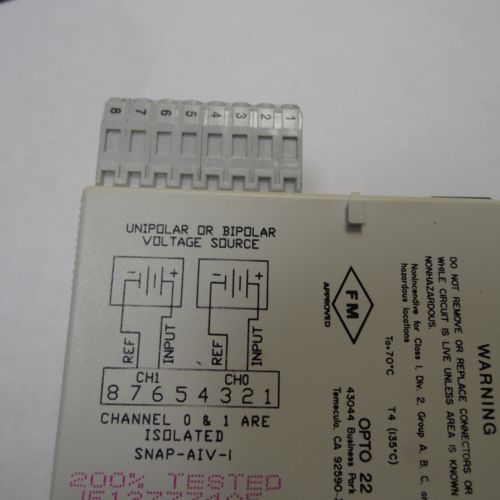 8 7 6 5 4 3 2 1
UNIPOLAR OR BIPOLAR
VOLTAGE SOURCE
- + - +
REF INPUT REF INPUT
CH1 CH0
8 7 6 5 4 3 2 1
CHANNEL 0 & 1 ARE
ISOLATED
SNAP-AIV-i
200% TESTED
FM
APPROVED
WARNING
DO NOT REMOVE OR REPLACE CONNECTORS OR
WHILE CIRCUIT IS LIVE UNLESS AREA IS KNOWN
NONHAZARDOUS.
Nonincendive for Class I, Div. 2, Group A, B, C,
hazardous locations
Ta=70°C T4 (135°C)
OPTO 22
43044 Business Park
Temecula, CA 92590-